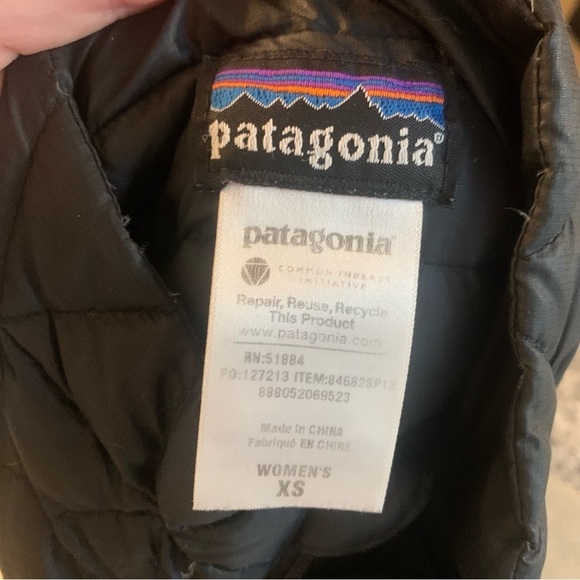 patagonia®
patagonia®
COMMON THREADS
INITIATIVE
Repair, Reuse, Recycle
This Product
www.patagonia.com
RN:51884
PO:127213 ITEM:84682SP12
888052069523
Made in CHINA
Fabriqué EN CHINE
WOMEN'S
XS